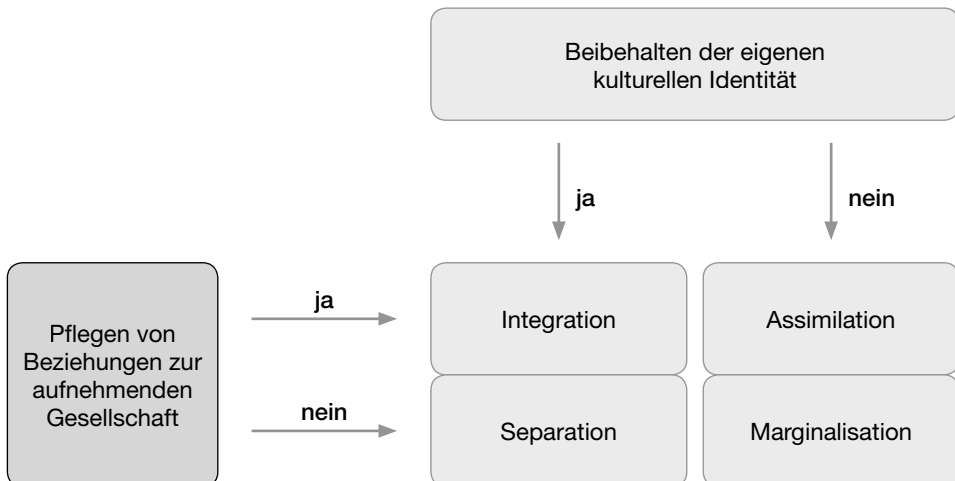 Beibehalten der eigenen
kulturellen Identität
ja
nein
Pflegen von
Beziehungen zur
aufnehmenden
Gesellschaft
ja
nein
Integration
Assimilation
Separation
Marginalisation